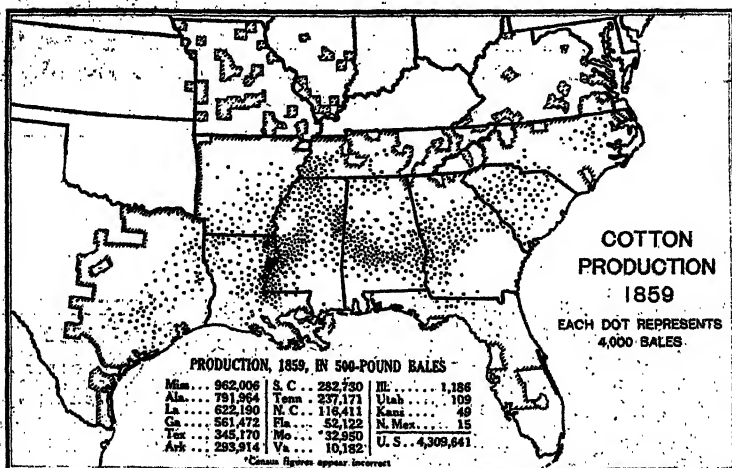 COTTON
PRODUCTION
1859
EACH DOT REPRESENTS
4,000 BALES
PRODUCTION, 1859, IN 500-POUND BALES
Miss... 962,006 S. C.. 282,730 Ill........ 1,186
Ala.... 791,964 Tenn.. 237,171 Utah...... 109
La..... 622,190 N. C.. 116,411 Kans...... 49
Ga..... 561,472 Fla... 52,122 N. Mex.... 15
Tex.... 345,170 Mo... *32,950 U. S.. 4,309,641
Ark.... 293,914 Va.... 10,182
*Census figures appear incorrect